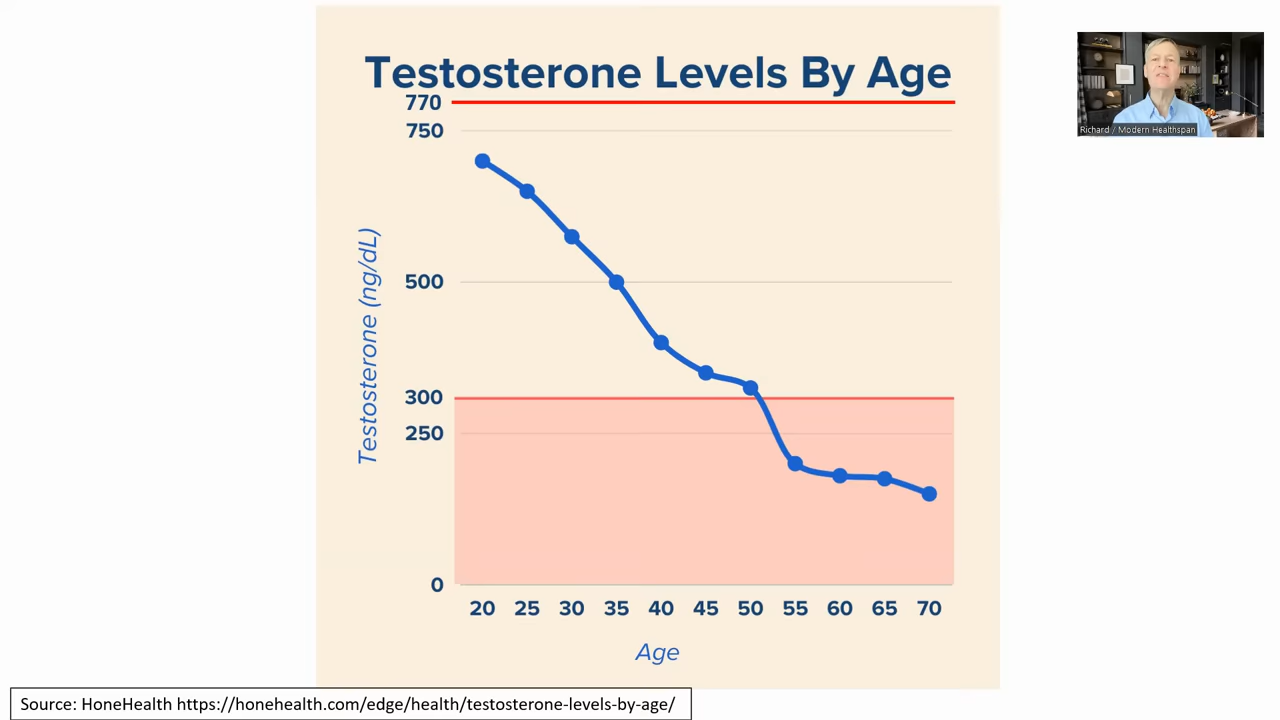 Testosterone Levels By Age
770
750
Testosterone (ng/dL)
500
300
250
0
20 25 30 35 40 45 50 55 60 65 70
Age
Richard / Modern Healthspan
Source: HoneHealth https://honehealth.com/edge/health/testosterone-levels-by-age/